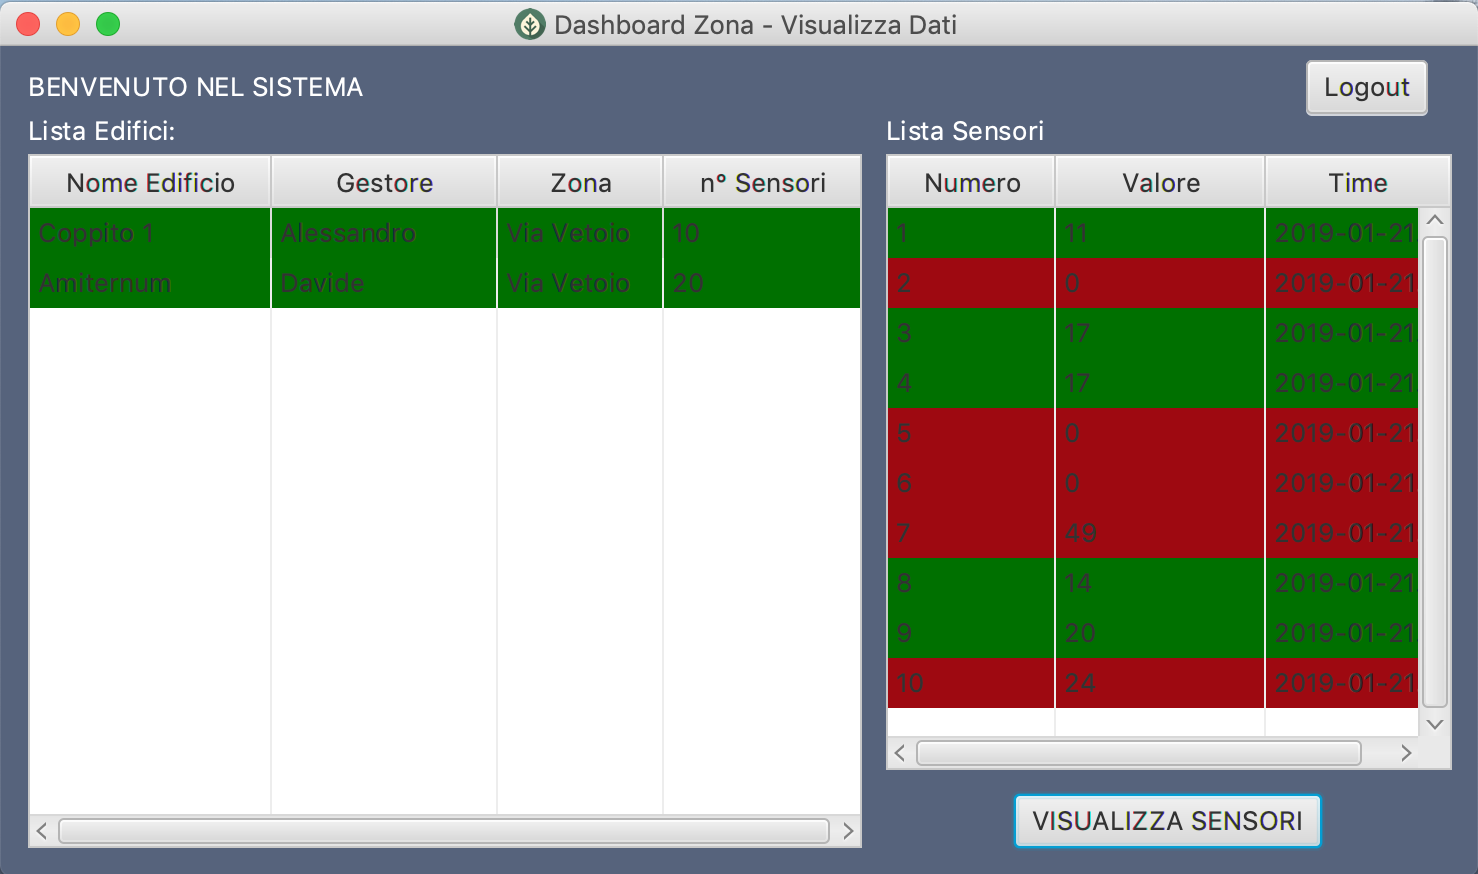 Dashboard Zona - Visualizza Dati
BENVENUTO NEL SISTEMA
Logout
Lista Edifici:
Nome Edificio Gestore Zona n° Sensori
Coppito 1 Alessandro Via Vetoio 10
Amiternum Davide Via Vetoio 20
Lista Sensori
Numero Valore Time
1 11 2019-01-21
2 0 2019-01-21
3 17 2019-01-21
4 17 2019-01-21
5 0 2019-01-21
6 0 2019-01-21
7 49 2019-01-21
8 14 2019-01-21
9 20 2019-01-21
10 24 2019-01-21
VISUALIZZA SENSORI